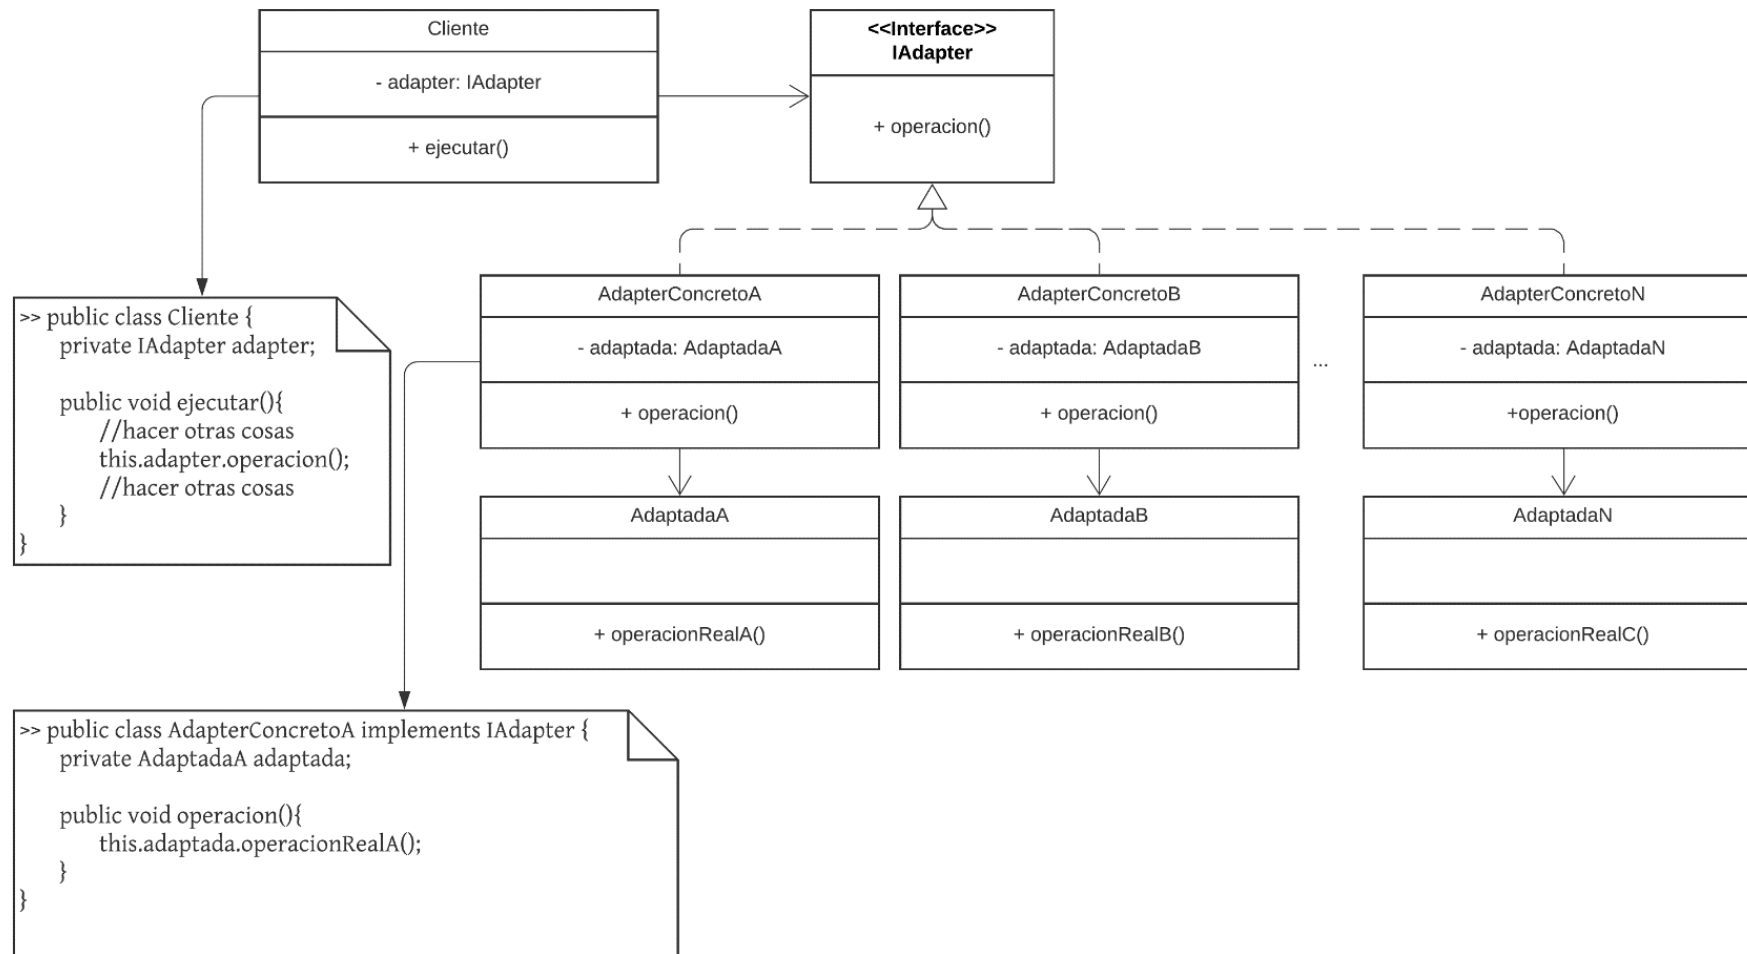 Cliente
- adapter: IAdapter
+ ejecutar()
<<Interface>>
IAdapter
+ operacion()
AdapterConcretoA
- adaptada: AdaptadaA
+ operacion()
AdapterConcretoB
- adaptada: AdaptadaB
+ operacion()
...
AdapterConcretoN
- adaptada: AdaptadaN
+operacion()
AdaptadaA
+ operacionRealA()
AdaptadaB
+ operacionRealB()
AdaptadaN
+ operacionRealC()
>> public class Cliente {
private IAdapter adapter;
public void ejecutar(){
//hacer otras cosas
this.adapter.operacion();
//hacer otras cosas
}
}
>> public class AdapterConcretoA implements IAdapter {
private AdaptadaA adaptada;
public void operacion(){
this.adaptada.operacionRealA();
}
}